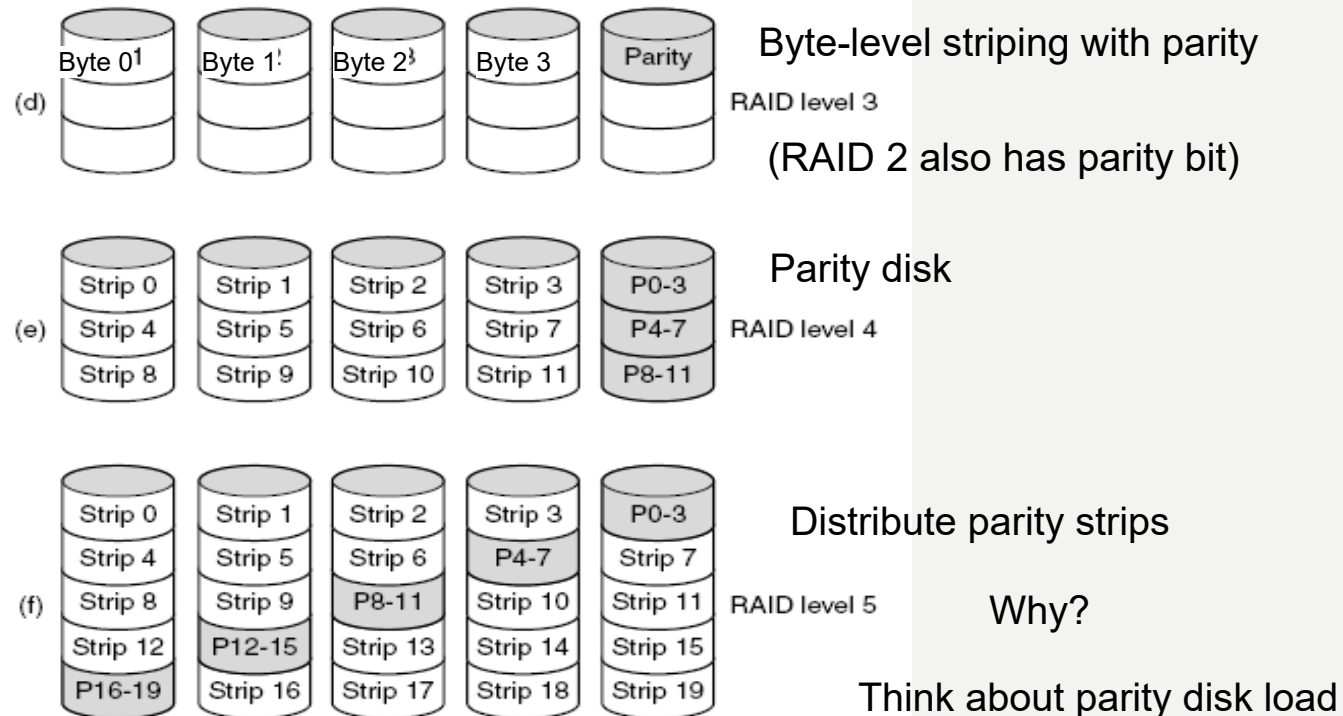 Byte 0 Byte 1 Byte 2 Byte 3 Parity Byte-level striping with parity
(d) RAID level 3
(RAID 2 also has parity bit)
Strip 0 Strip 1 Strip 2 Strip 3 P0-3 Parity disk
(e) Strip 4 Strip 5 Strip 6 Strip 7 P4-7 RAID level 4
Strip 8 Strip 9 Strip 10 Strip 11 P8-11
Strip 0 Strip 1 Strip 2 Strip 3 P0-3 Distribute parity strips
Strip 4 Strip 5 Strip 6 P4-7 Strip 7
(f) Strip 8 Strip 9 P8-11 Strip 10 Strip 11 RAID level 5 Why?
Strip 12 P12-15 Strip 13 Strip 14 Strip 15
P16-19 Strip 16 Strip 17 Strip 18 Strip 19 Think about parity disk load